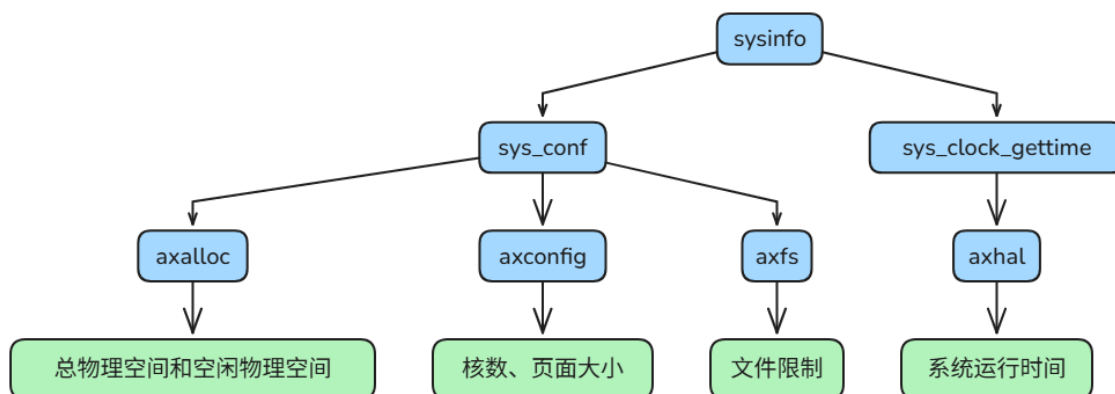 sysinfo
sys_conf
sys_clock_gettime
axalloc
axconfig
axfs
axhal
总物理空间和空闲物理空间
核数、页面大小
文件限制
系统运行时间